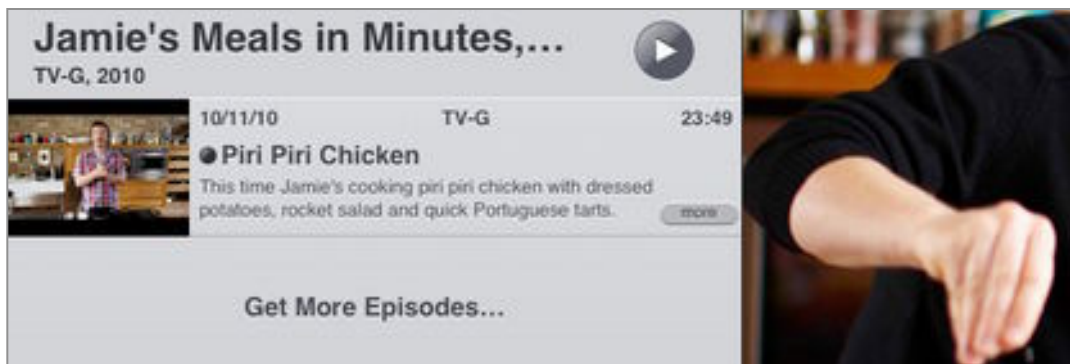 Jamie's Meals in Minutes,...
TV-G, 2010
10/11/10 TV-G 23:49
Piri Piri Chicken
This time Jamie's cooking piri piri chicken with dressed
potatoes, rocket salad and quick Portuguese tarts.
more
Get More Episodes...